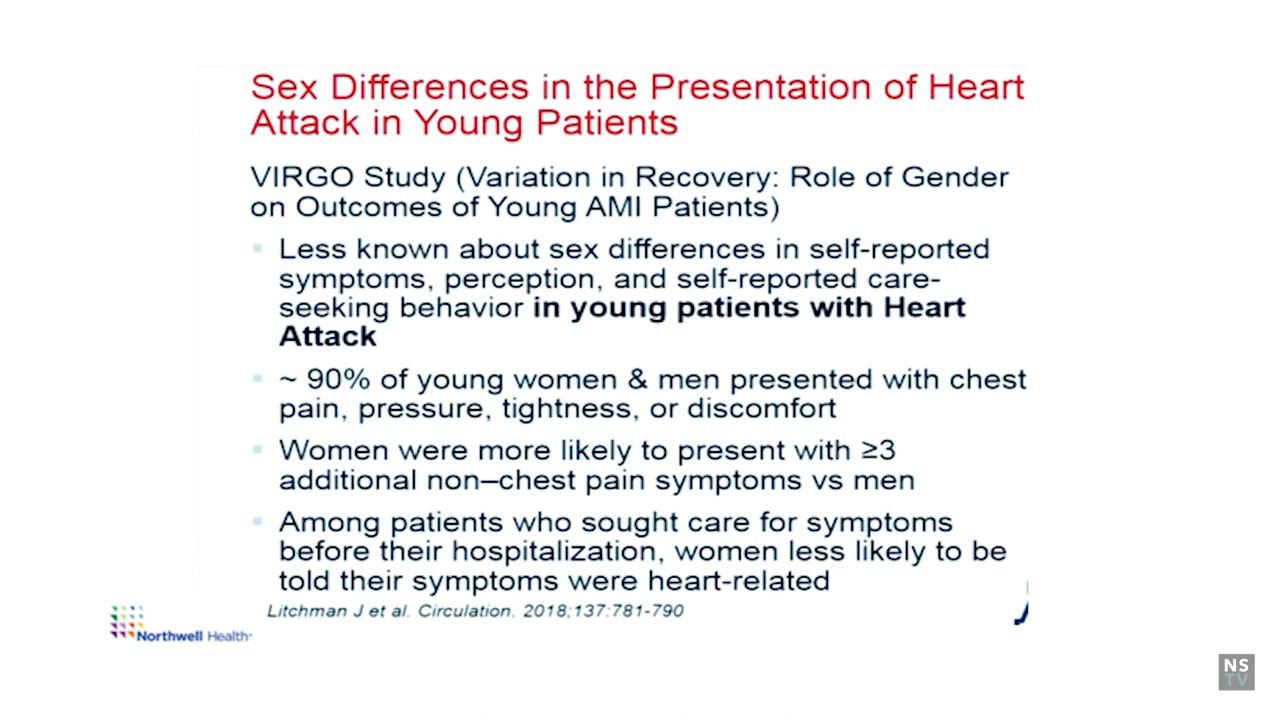 Sex Differences in the Presentation of Heart
Attack in Young Patients
VIRGO Study (Variation in Recovery: Role of Gender
on Outcomes of Young AMI Patients)
Less known about sex differences in self-reported
symptoms, perception, and self-reported care-
seeking behavior in young patients with Heart
Attack
~ 90% of young women & men presented with chest
pain, pressure, tightness, or discomfort
Women were more likely to present with ≥3
additional non–chest pain symptoms vs men
Among patients who sought care for symptoms
before their hospitalization, women less likely to be
told their symptoms were heart-related
Litchman J et al. Circulation. 2018;137:781-790
Northwell Health
NS
TV